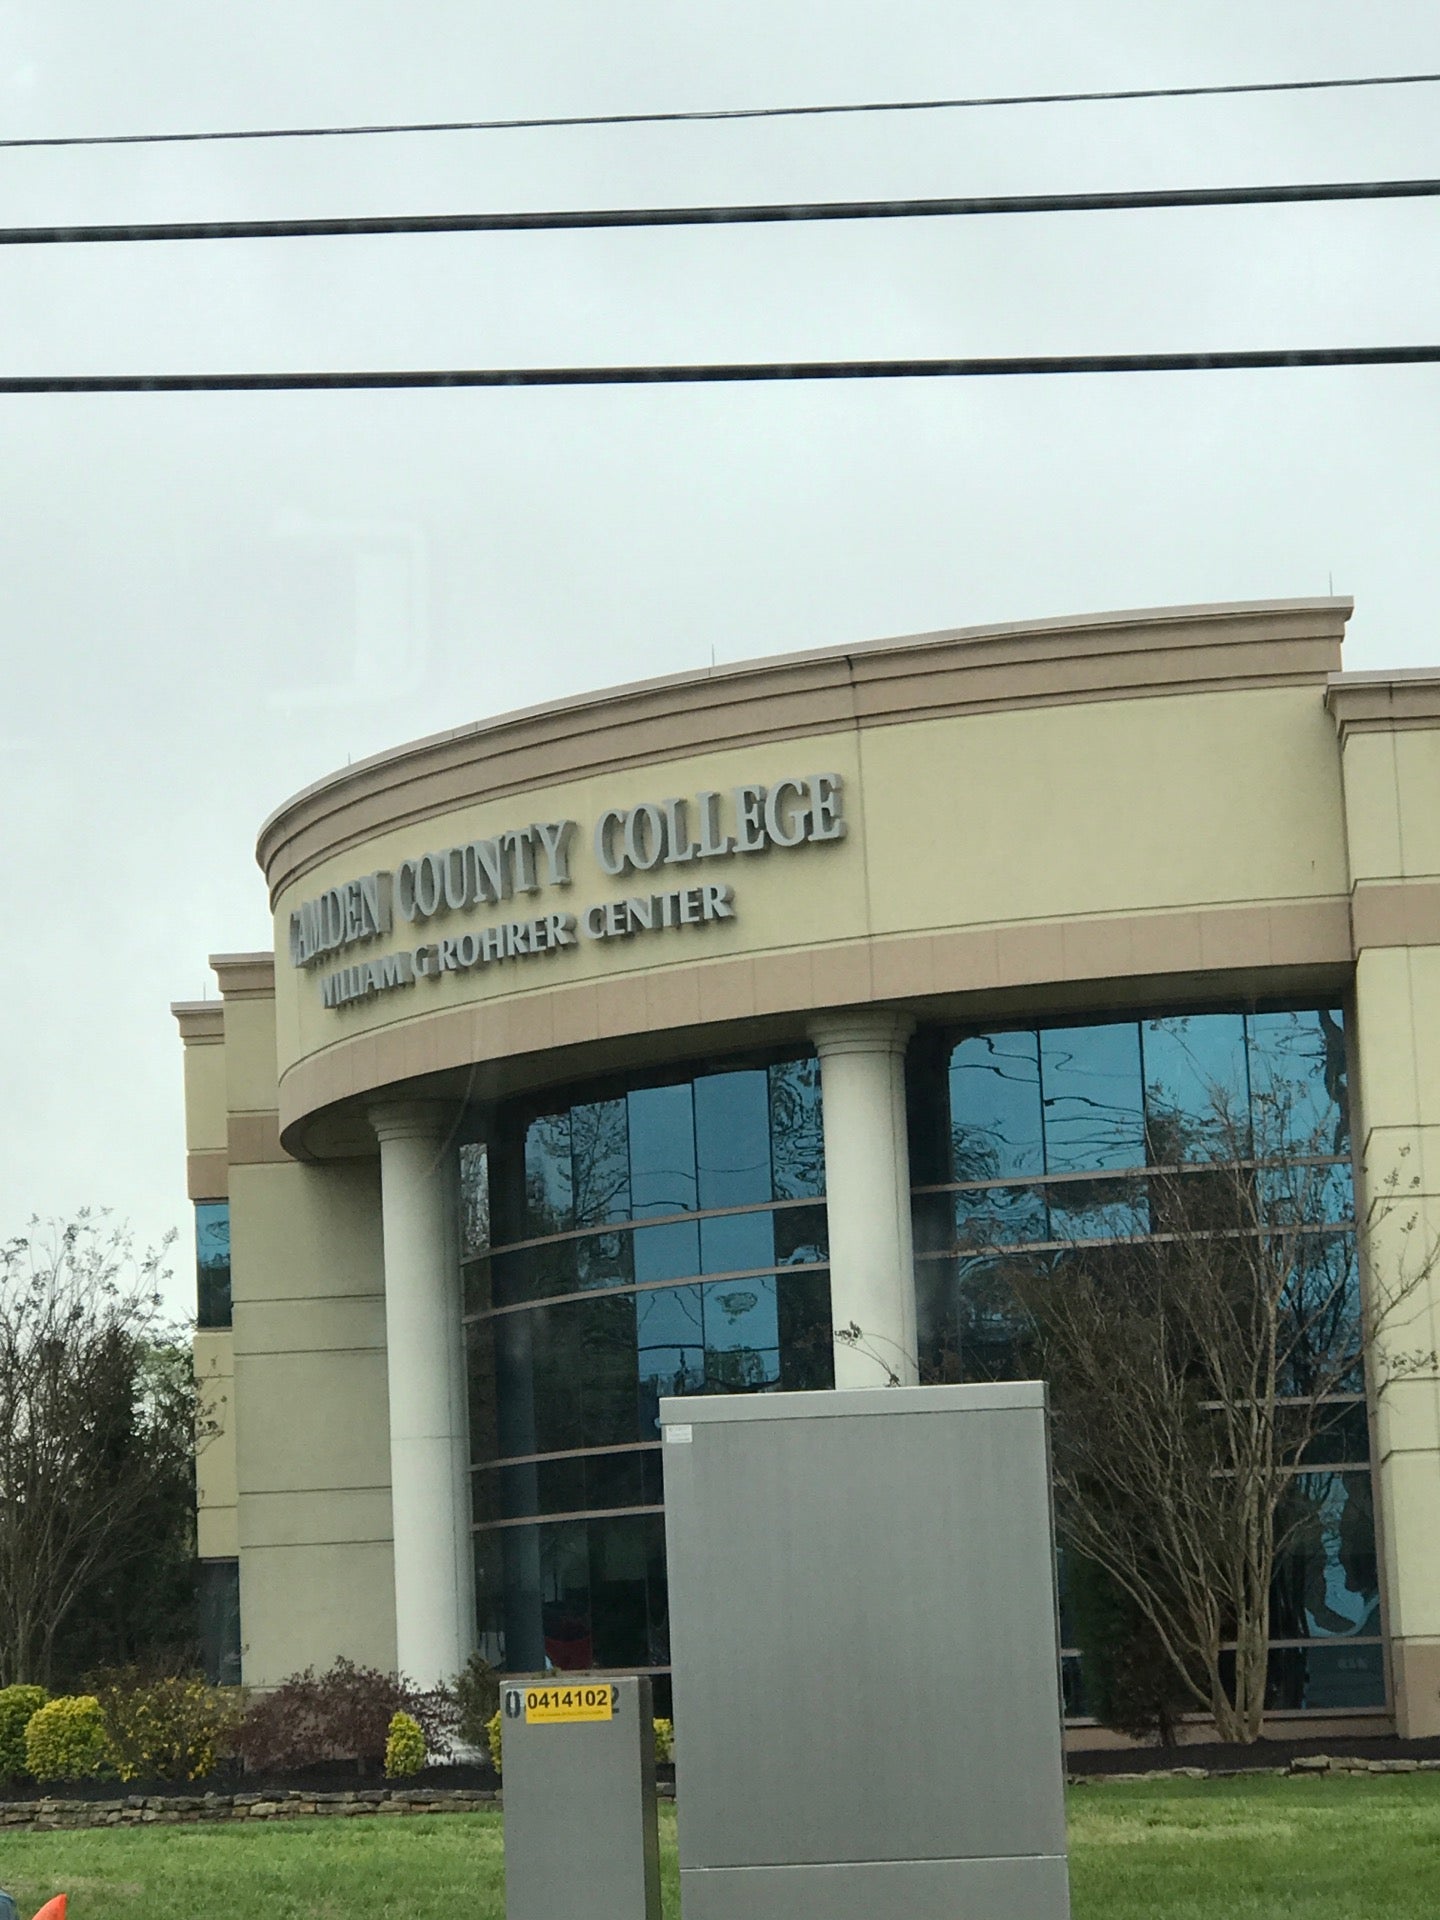 CAMDEN COUNTY COLLEGE
WILLIAM G ROHRER CENTER
0414102